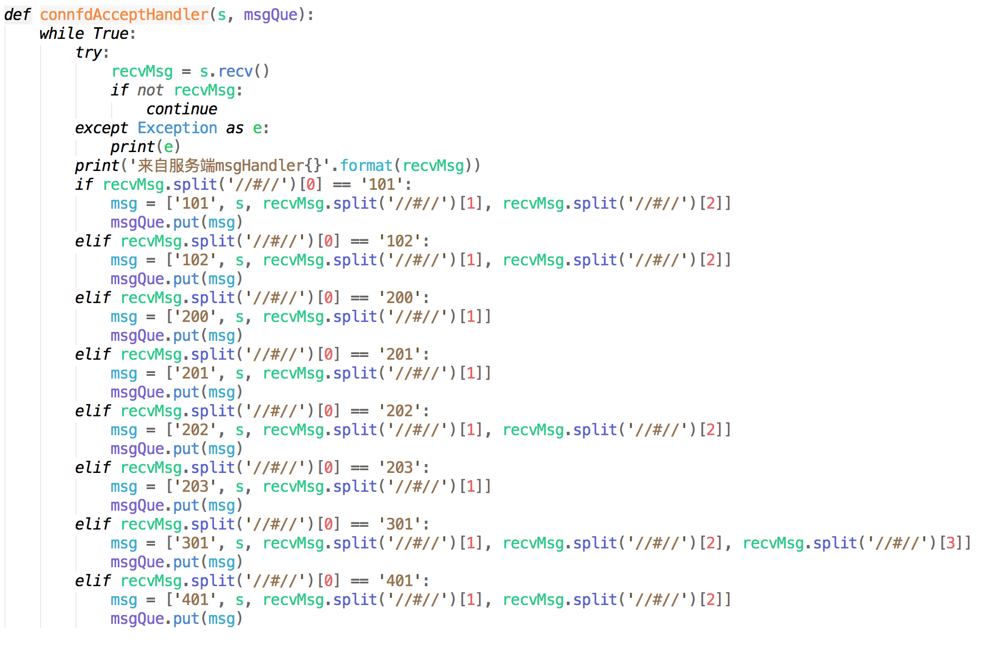 def connfdAcceptHandler(s, msgQue):
    while True:
        try:
            recvMsg = s.recv()
            if not recvMsg:
                continue
        except Exception as e:
            print(e)
        print('来自服务端msgHandler{}'.format(recvMsg))
        if recvMsg.split('//#//')[0] == '101':
            msg = ['101', s, recvMsg.split('//#//')[1], recvMsg.split('//#//')[2]]
            msgQue.put(msg)
        elif recvMsg.split('//#//')[0] == '102':
            msg = ['102', s, recvMsg.split('//#//')[1], recvMsg.split('//#//')[2]]
            msgQue.put(msg)
        elif recvMsg.split('//#//')[0] == '200':
            msg = ['200', s, recvMsg.split('//#//')[1]]
            msgQue.put(msg)
        elif recvMsg.split('//#//')[0] == '201':
            msg = ['201', s, recvMsg.split('//#//')[1]]
            msgQue.put(msg)
        elif recvMsg.split('//#//')[0] == '202':
            msg = ['202', s, recvMsg.split('//#//')[1], recvMsg.split('//#//')[2]]
            msgQue.put(msg)
        elif recvMsg.split('//#//')[0] == '203':
            msg = ['203', s, recvMsg.split('//#//')[1]]
            msgQue.put(msg)
        elif recvMsg.split('//#//')[0] == '301':
            msg = ['301', s, recvMsg.split('//#//')[1], recvMsg.split('//#//')[2], recvMsg.split('//#//')[3]]
            msgQue.put(msg)
        elif recvMsg.split('//#//')[0] == '401':
            msg = ['401', s, recvMsg.split('//#//')[1], recvMsg.split('//#//')[2]]
            msgQue.put(msg)